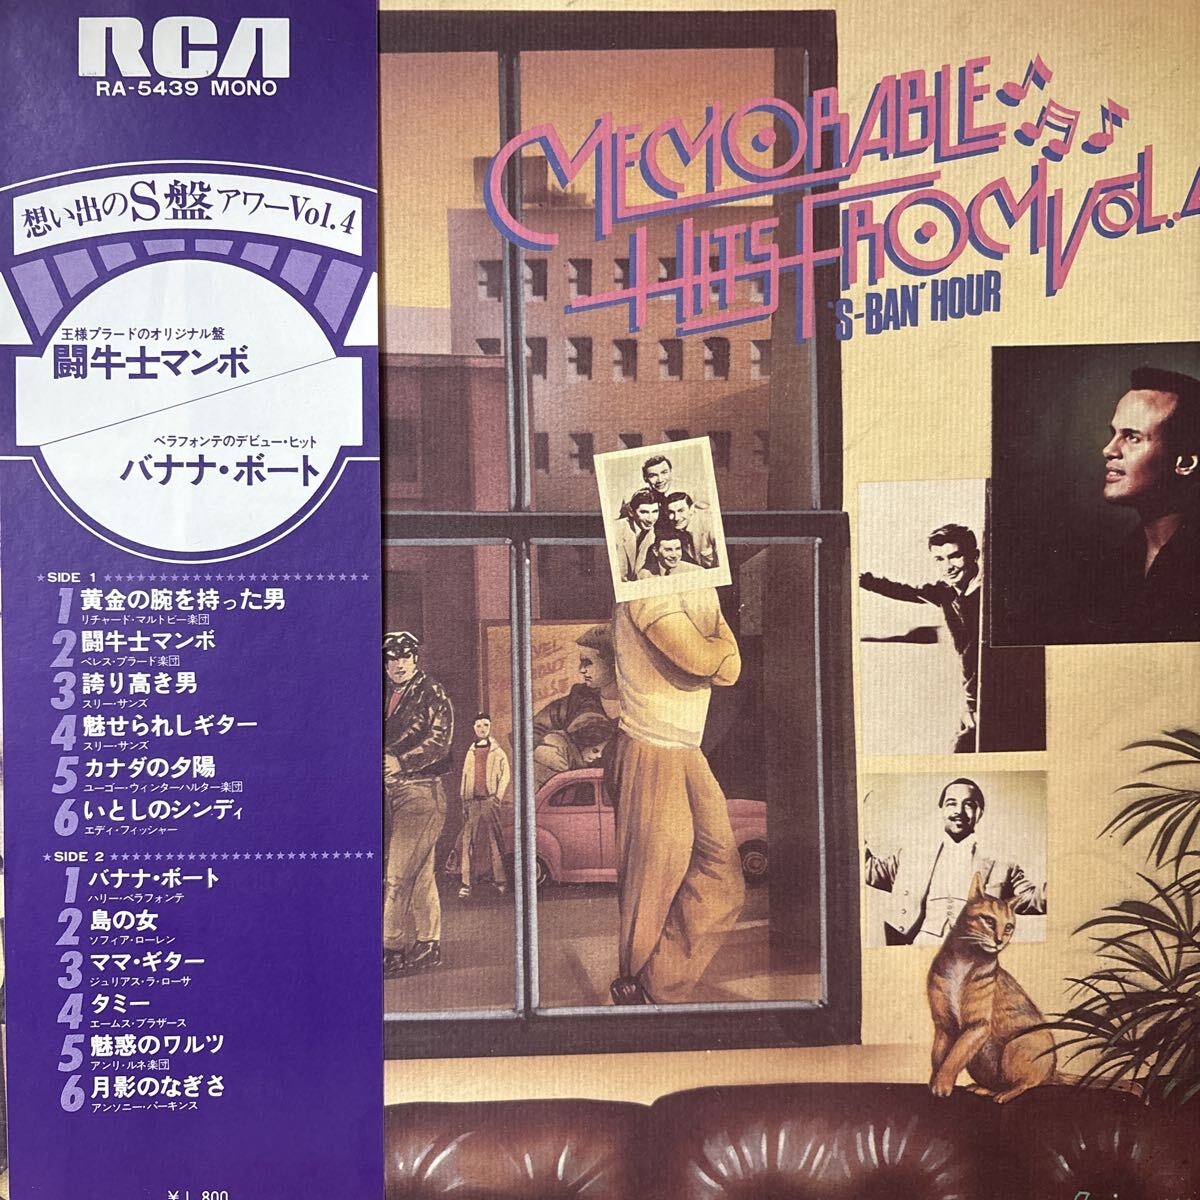 RCA
RA-5439 MONO
想い出のS盤アワーVol.4
王様プラードのオリジナル盤
闘牛士マンボ
ベラフォンテのデビュー・ヒット
バナナ・ボート
SIDE 1
1 黄金の腕を持った男
リチャード・マルトビー楽団
2 闘牛士マンボ
ペレス・プラード楽団
3 誇り高き男
スリー・サンズ
4 魅せられしギター
スリー・サンズ
5 カナダの夕陽
ユーゴー・ウィンターハルター楽団
6 いとしのシンディ
エディ・フィッシャー
SIDE 2
1 バナナ・ボート
ハリー・ベラフォンテ
2 島の女
ソフィア・ローレン
3 ママ・ギター
ジュリアス・ラ・ローサ
4 タミー
エームス・ブラザース
5 魅惑のワルツ
アンリ・ルネ楽団
6 月影のなぎさ
アンソニー・パーキンス
¥1,800
MEMORABLE
HITS FROM VOL.4
'S-BAN' HOUR